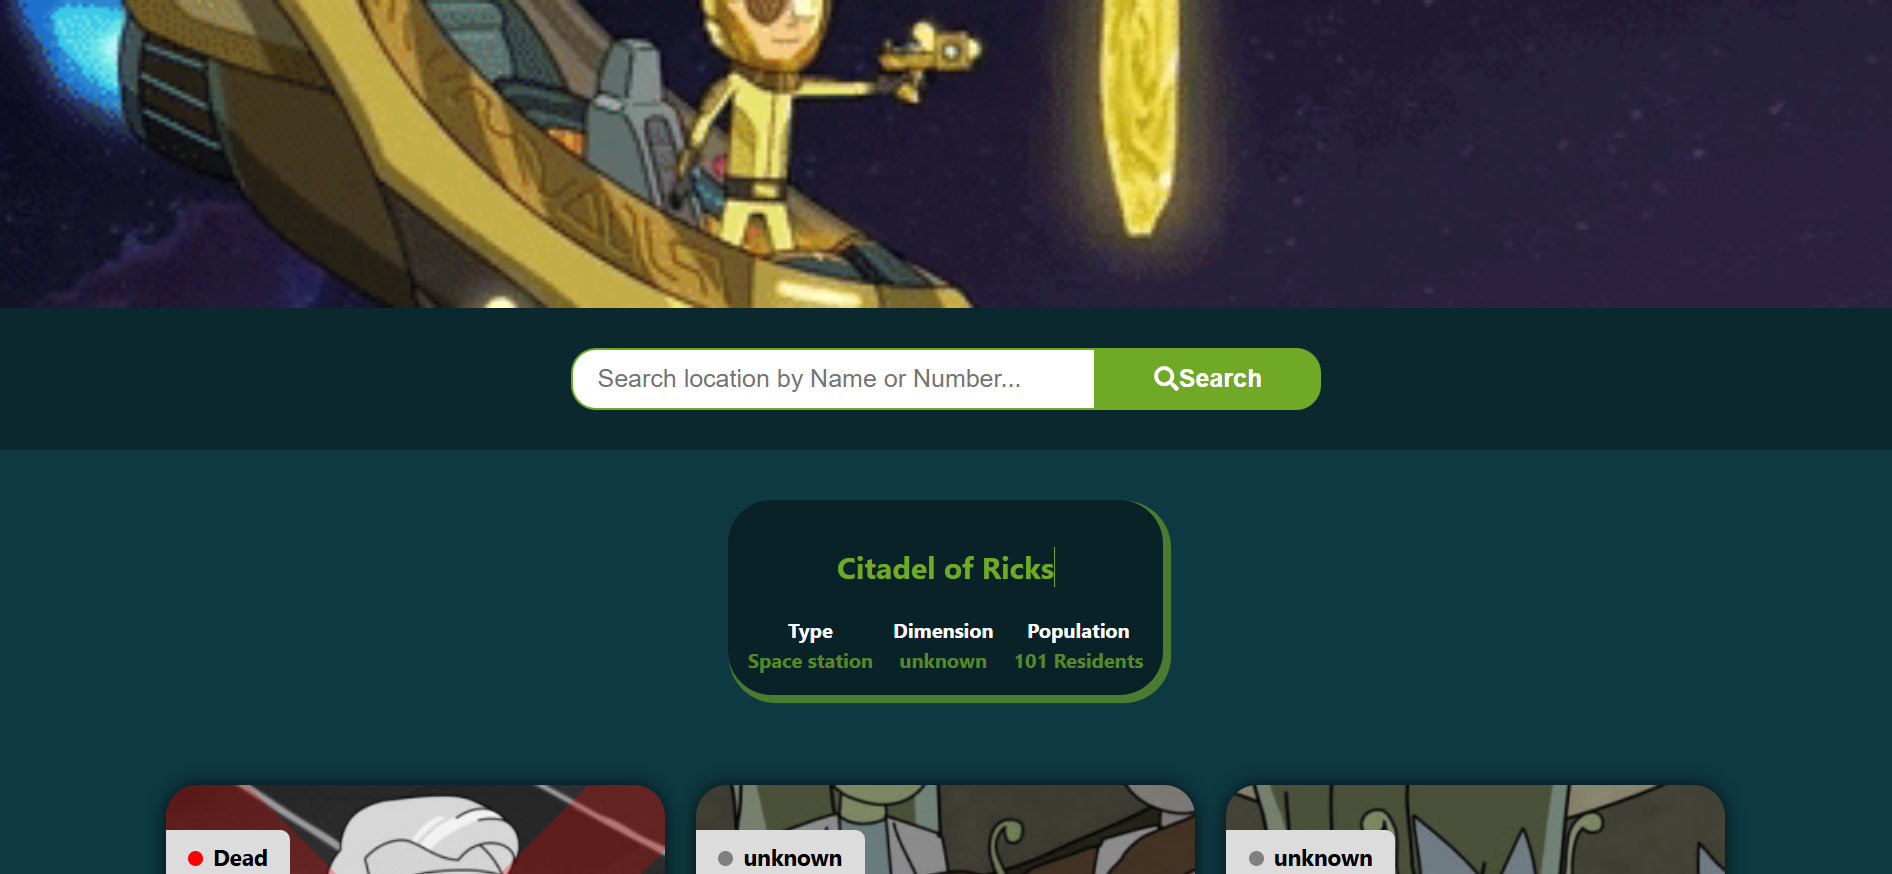 Search location by Name or Number...
Search
Citadel of Ricks
Type Dimension Population
Space station unknown 101 Residents
Dead
unknown
unknown